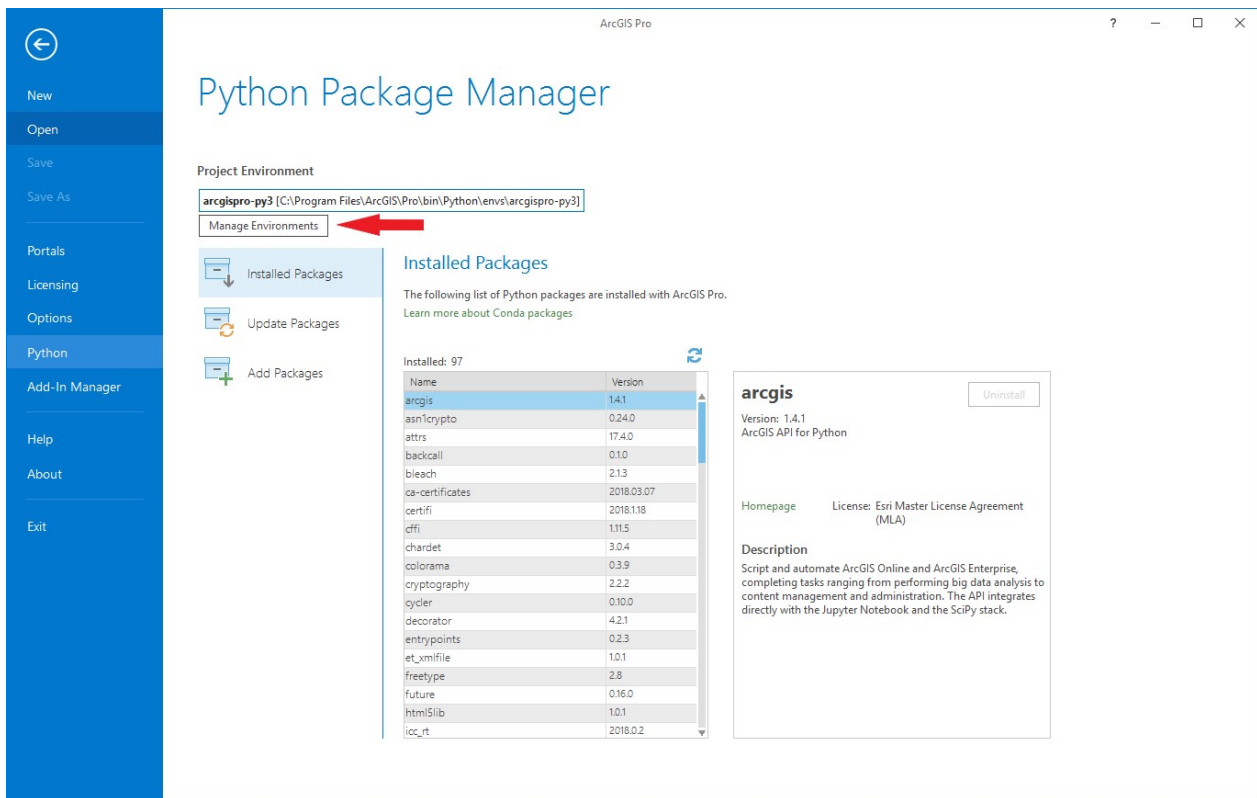 ArcGIS Pro
?
New
Open
Save
Save As
Portals
Licensing
Options
Python
Add-In Manager
Help
About
Exit
Python Package Manager
Project Environment
arcgispro-py3 [C:\Program Files\ArcGIS\Pro\bin\Python\envs\arcgispro-py3]
Manage Environments
Installed Packages
Update Packages
Add Packages
Installed Packages
The following list of Python packages are installed with ArcGIS Pro.
Learn more about Conda packages
Installed: 97
Name Version
arcgis 1.4.1
asn1crypto 0.24.0
attrs 17.4.0
backcall 0.1.0
bleach 2.1.3
ca-certificates 2018.03.07
certifi 2018.1.18
cffi 1.11.5
chardet 3.0.4
colorama 0.3.9
cryptography 2.2.2
cycler 0.10.0
decorator 4.2.1
entrypoints 0.2.3
et_xmlfile 1.0.1
freetype 2.8
future 0.16.0
html5lib 1.0.1
icc_rt 2018.0.2
arcgis
Uninstall
Version: 1.4.1
ArcGIS API for Python
Homepage License: Esri Master License Agreement
(MLA)
Description
Script and automate ArcGIS Online and ArcGIS Enterprise,
completing tasks ranging from performing big data analysis to
content management and administration. The API integrates
directly with the Jupyter Notebook and the SciPy stack.